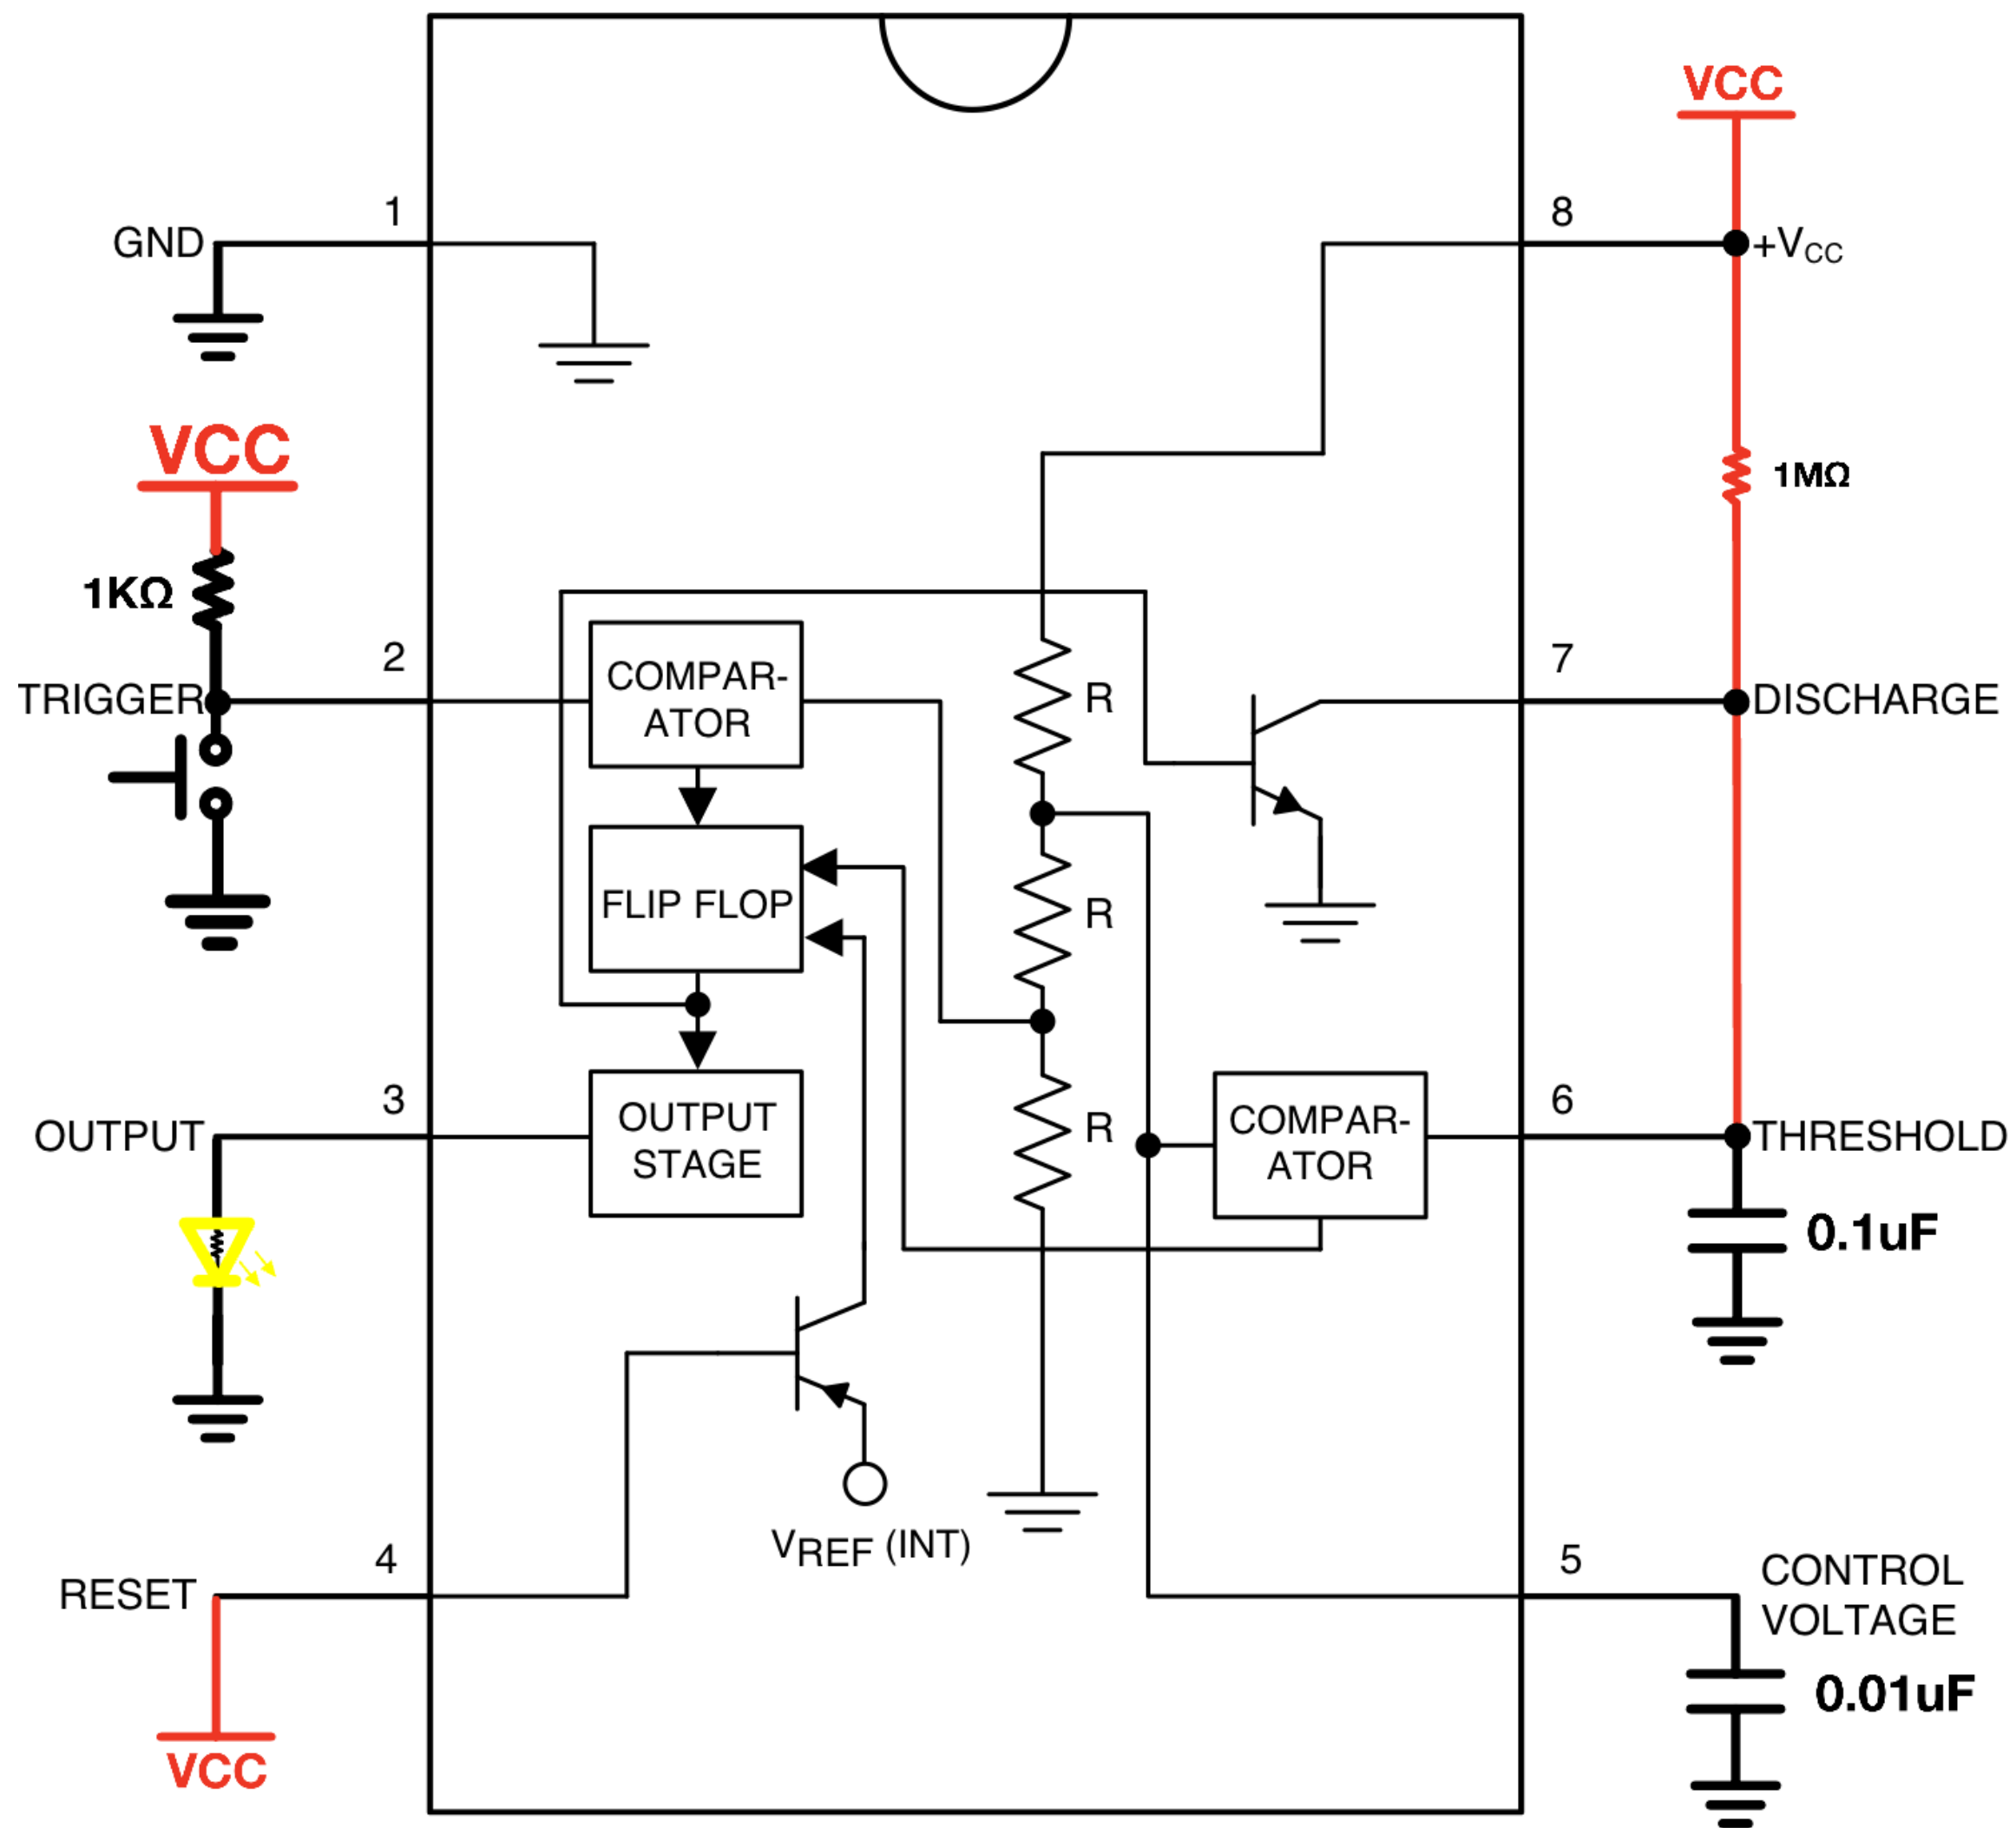 VCC
1
8
GND
+VCC
VCC
1MΩ
1KΩ
2
7
TRIGGER
COMPAR-
ATOR
R
DISCHARGE
FLIP FLOP
R
3
6
OUTPUT
OUTPUT
STAGE
R
COMPAR-
ATOR
THRESHOLD
0.1uF
VREF (INT)
4
5
RESET
CONTROL
VOLTAGE
0.01uF
VCC